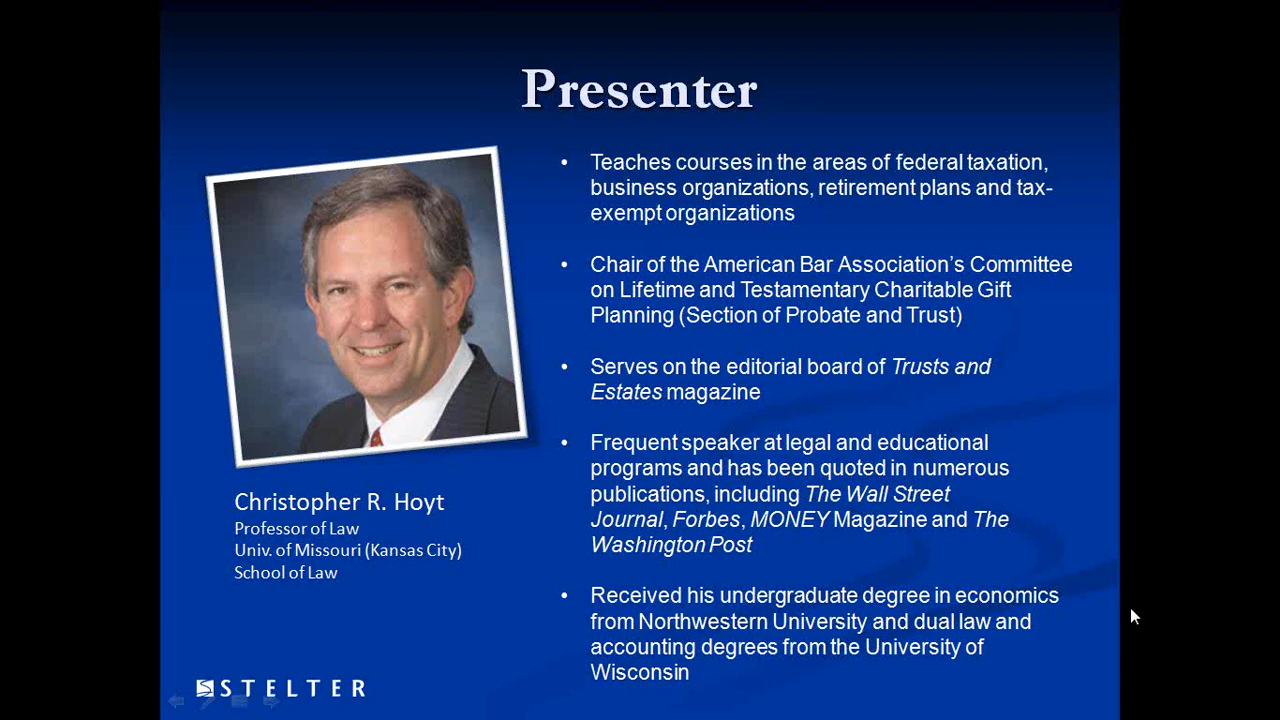 Presenter
Christopher R. Hoyt
Professor of Law
Univ. of Missouri (Kansas City)
School of Law
• Teaches courses in the areas of federal taxation,
business organizations, retirement plans and tax-
exempt organizations
• Chair of the American Bar Association’s Committee
on Lifetime and Testamentary Charitable Gift
Planning (Section of Probate and Trust)
• Serves on the editorial board of Trusts and
Estates magazine
• Frequent speaker at legal and educational
programs and has been quoted in numerous
publications, including The Wall Street
Journal, Forbes, MONEY Magazine and The
Washington Post
• Received his undergraduate degree in economics
from Northwestern University and dual law and
accounting degrees from the University of
Wisconsin
STELTER